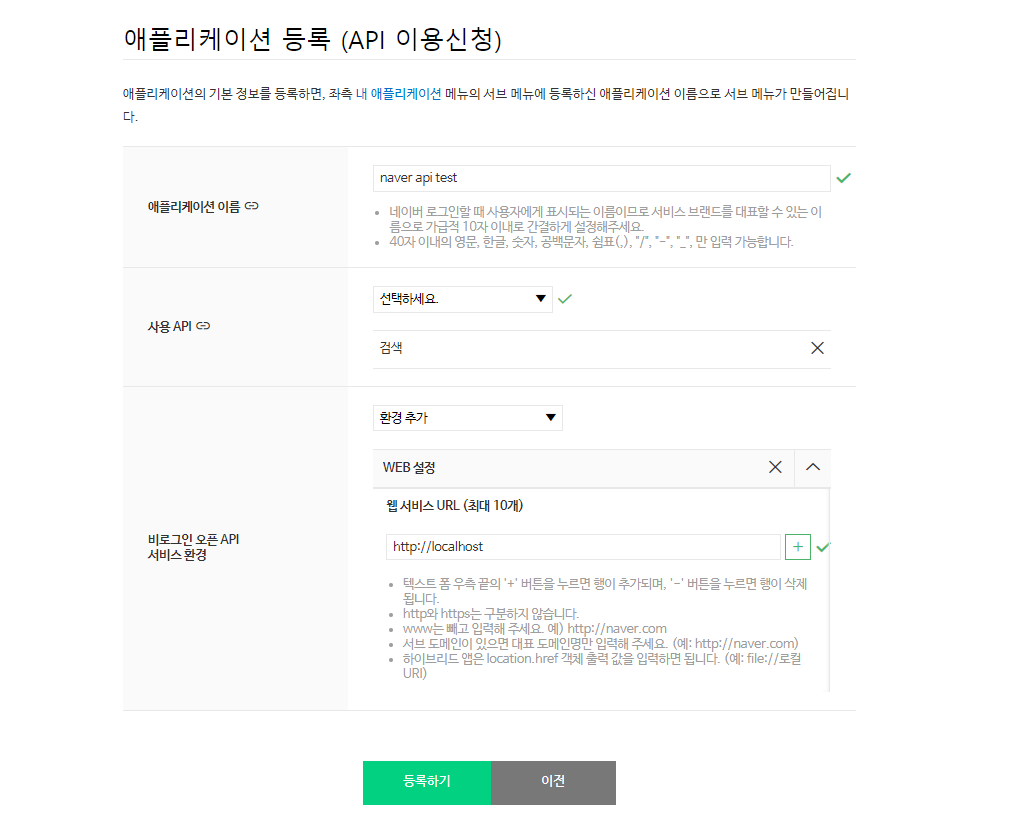 애플리케이션 등록 (API 이용신청)
애플리케이션의 기본 정보를 등록하면, 좌측 내 애플리케이션 메뉴의 서브 메뉴에 등록하신 애플리케이션 이름으로 서브 메뉴가 만들어집니
다.
애플리케이션 이름
naver api test
네이버 로그인할 때 사용자에게 표시되는 이름이므로 서비스 브랜드를 대표할 수 있는 이
름으로 가급적 10자 이내로 간결하게 설정해주세요.
40자 이내의 영문, 한글, 숫자, 공백문자, 쉼표(,), "/", "-", "_", 만 입력 가능합니다.
사용 API
선택하세요.
검색
비로그인 오픈 API
서비스 환경
환경 추가
WEB 설정
웹 서비스 URL (최대 10개)
http://localhost
텍스트 폼 우측 끝의 '+' 버튼을 누르면 행이 추가되며, '-' 버튼을 누르면 행이 삭제
됩니다.
http와 https는 구분하지 않습니다.
www는 빼고 입력해 주세요. 예) http://naver.com
서브 도메인이 있으면 대표 도메인명만 입력해 주세요. (예: http://naver.com)
하이브리드 앱은 location.href 객체 출력 값을 입력하면 됩니다. (예: file://로컬
URI)
등록하기
이전